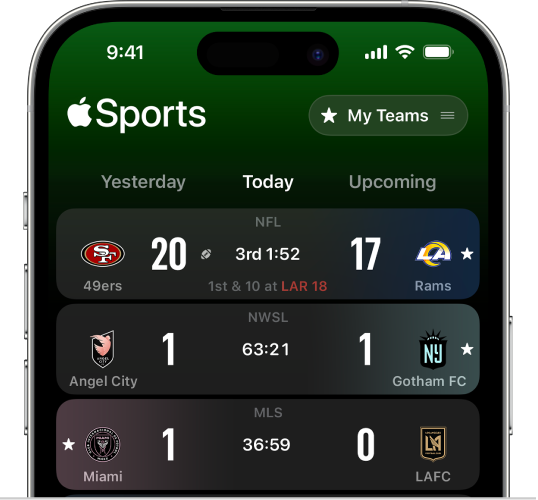 9:41
Sports
My Teams
Yesterday Today Upcoming
NFL
20 3rd 1:52 17
49ers 1st & 10 at LAR 18 Rams
NWSL
1 63:21 1 NY
Angel City Gotham FC
MLS
1 36:59 0 LA
Miami LAFC